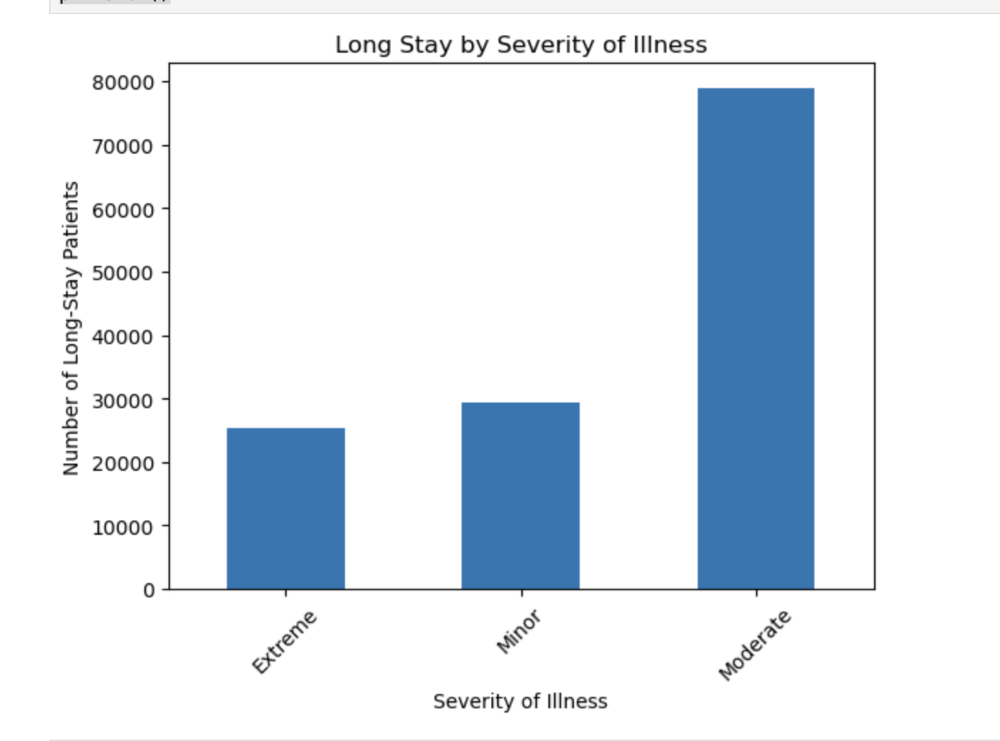 Long Stay by Severity of Illness
80000
70000
60000
50000
40000
30000
20000
10000
0
Number of Long-Stay Patients
Extreme
Minor
Moderate
Severity of Illness